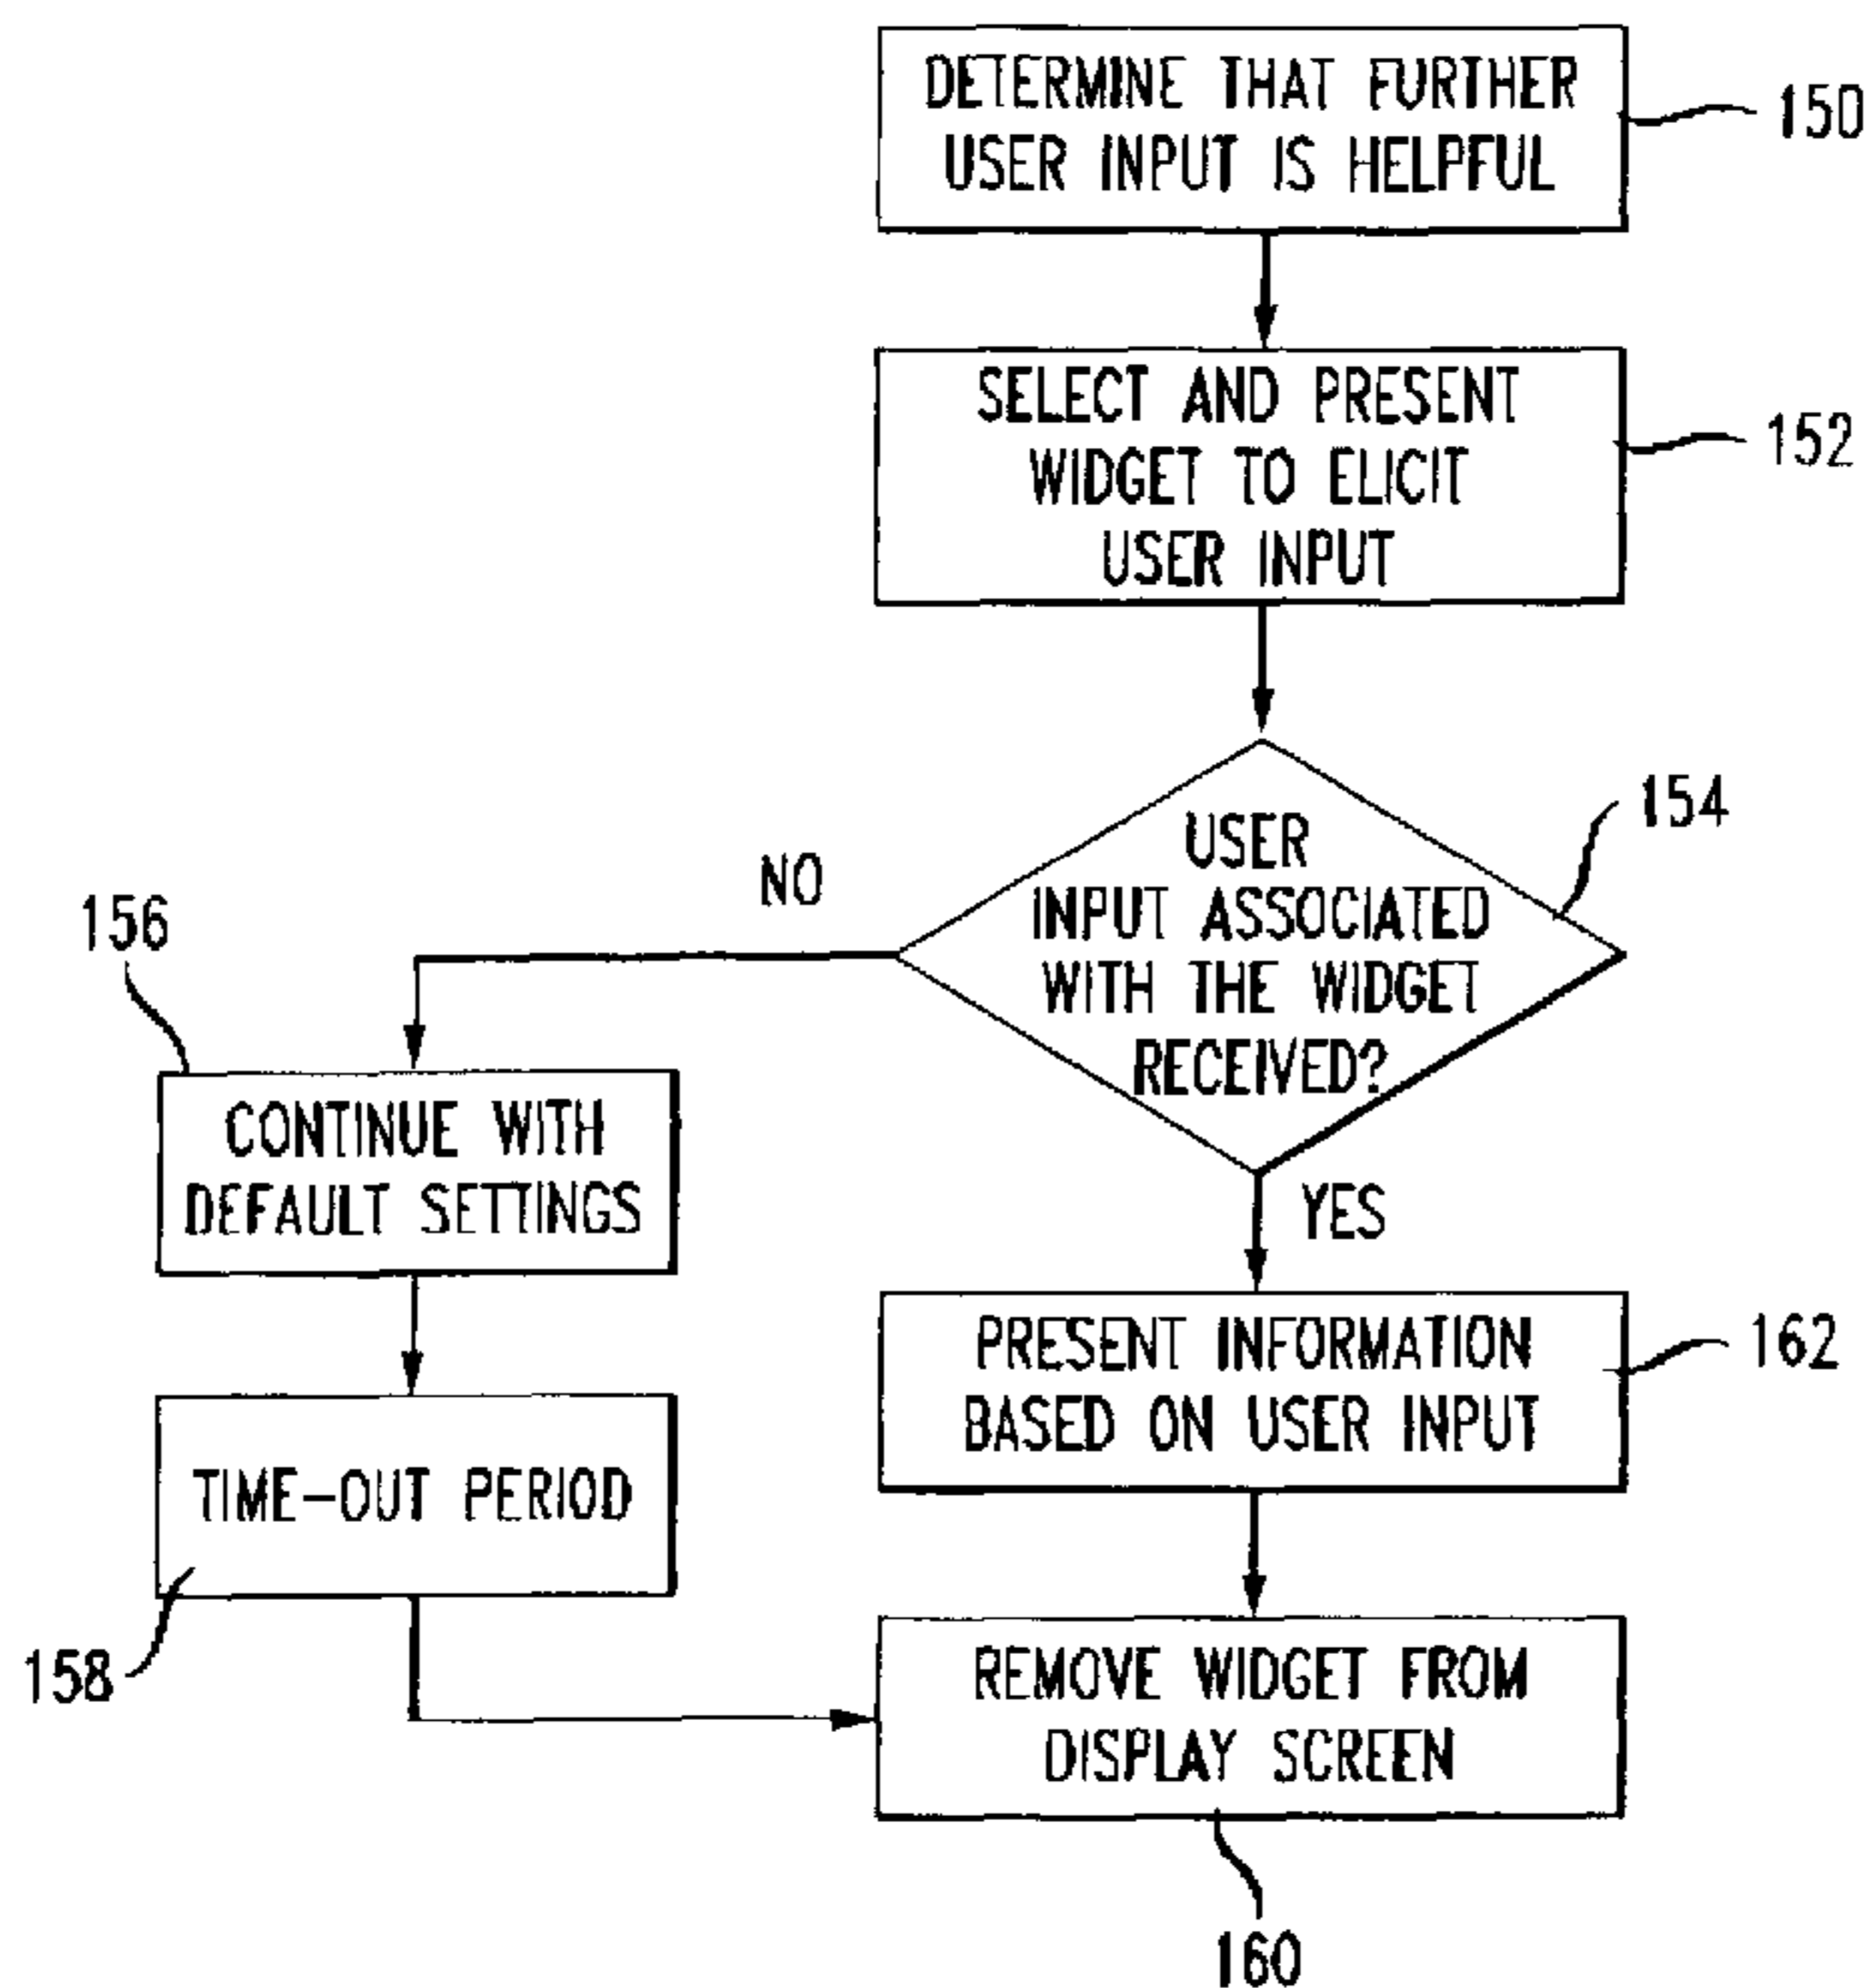 DETERMINE THAT FURTHER
USER INPUT IS HELPFUL
150
SELECT AND PRESENT
WIDGET TO ELICIT
USER INPUT
152
USER
INPUT ASSOCIATED
WITH THE WIDGET
RECEIVED?
154
NO
YES
156
CONTINUE WITH
DEFAULT SETTINGS
TIME-OUT PERIOD
158
PRESENT INFORMATION
BASED ON USER INPUT
162
REMOVE WIDGET FROM
DISPLAY SCREEN
160